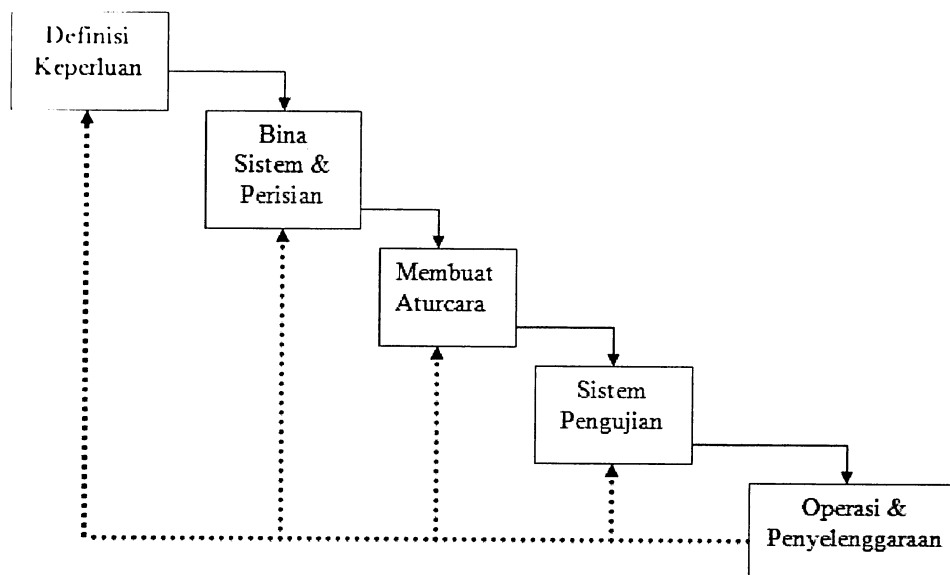 Definisi
Keperluan
Bina
Sistem &
Perisian
Membuat
Aturcara
Sistem
Pengujian
Operasi &
Penyelenggaraan